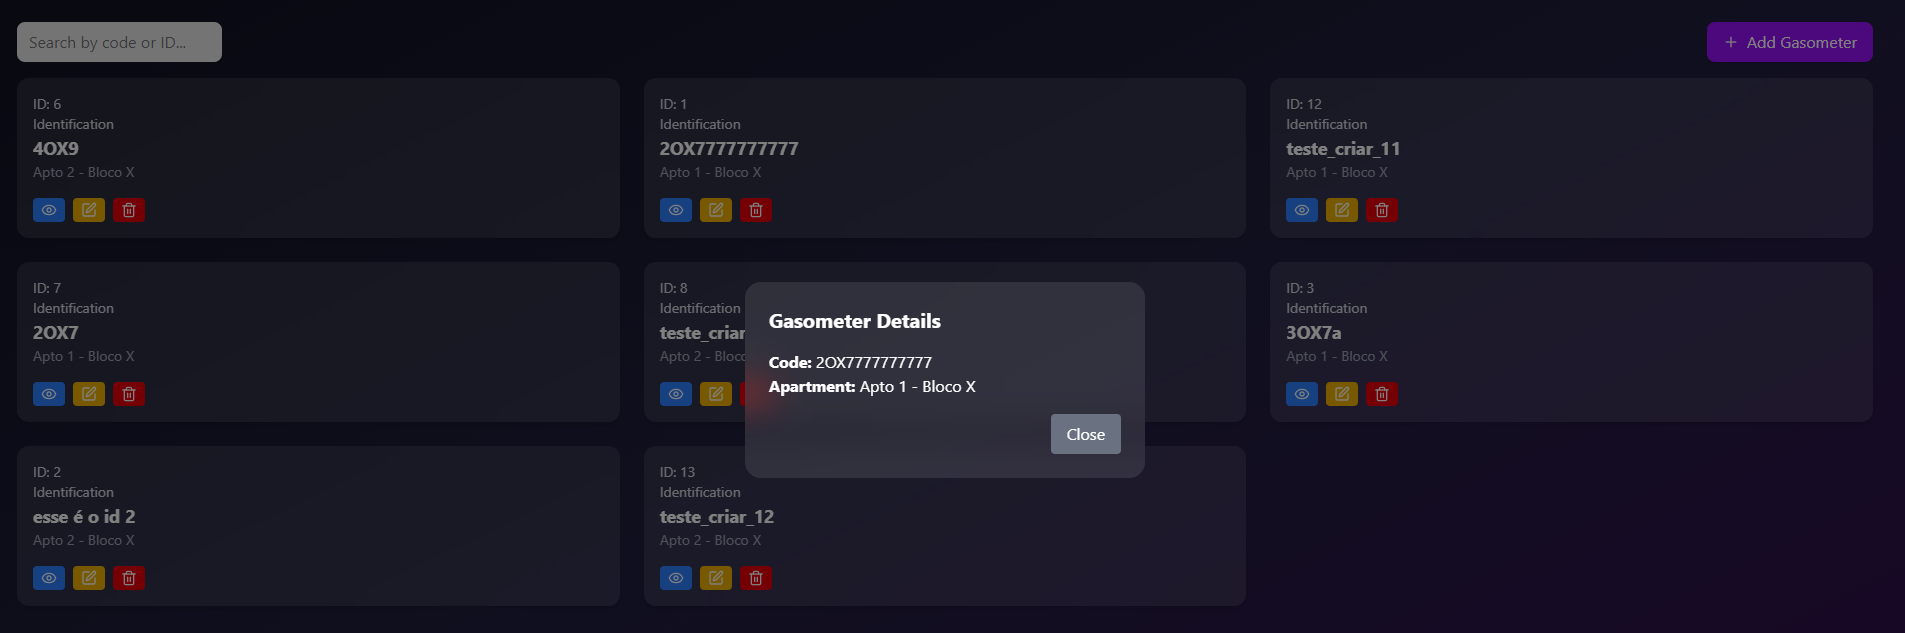 Search by code or ID...
+ Add Gasometer
ID: 6
Identification
4OX9
Apto 2 - Bloco X
ID: 1
Identification
2OX7777777777
Apto 1 - Bloco X
ID: 12
Identification
teste_criar_11
Apto 1 - Bloco X
ID: 7
Identification
2OX7
Apto 1 - Bloco X
ID: 8
Identification
teste_criar
Apto 2 - Bloco
ID: 3
Identification
3OX7a
Apto 1 - Bloco X
Gasometer Details
Code: 2OX7777777777
Apartment: Apto 1 - Bloco X
Close
ID: 2
Identification
esse é o id 2
Apto 2 - Bloco X
ID: 13
Identification
teste_criar_12
Apto 2 - Bloco X